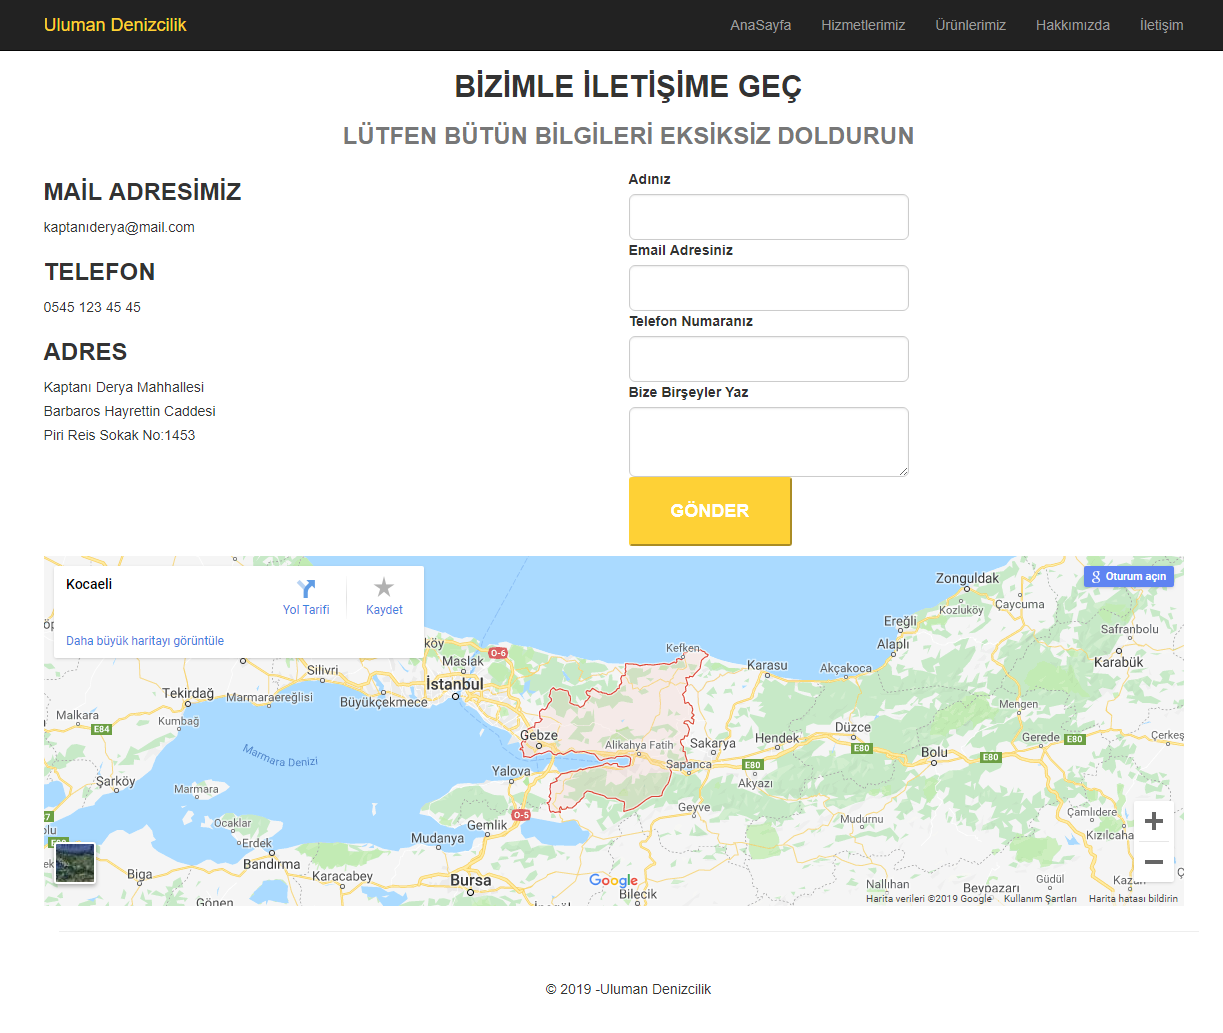 Uluman Denizcilik
AnaSayfa Hizmetlerimiz Ürünlerimiz Hakkımızda İletişim
BİZİMLE İLETİŞİME GEÇ
LÜTFEN BÜTÜN BİLGİLERİ EKSİKSİZ DOLDURUN
MAİL ADRESİMİZ
kaptanıderya@mail.com
TELEFON
0545 123 45 45
ADRES
Kaptanı Derya Mahhallesi
Barbaros Hayrettin Caddesi
Piri Reis Sokak No:1453
Adınız
Email Adresiniz
Telefon Numaranız
Bize Birşeyler Yaz
GÖNDER
Kocaeli
Yol Tarifi
Kaydet
Daha büyük haritayı görüntüle
Oturum açın
Zonguldak
Kozluköy
Çaycuma
Ereğli
Alaplı
Safranbolu
Karabük
köy
O-6
Maslak
Kefken
Karasu
Akçakoca
Silivri
İstanbul
Tekirdağ
Marmaraereğlisi
Büyükçekmece
Malkara
Kumbağ
E84
Mengen
Düzce
Gebze
Alikahya Fatih
Sakarya
Hendek
E80
Bolu
E80
Gerede
E80
Çerkeş
Marmara Denizi
Yalova
Sapanca
E80
Akyazı
Şarköy
Marmara
O-5
Geyve
Gemlik
Mudurnu
Çamlıdere
Kızılcaha
Ocaklar
Erdek
Mudanya
Bandırma
Biga
Karacabey
Bursa
Google
Bilecik
Nallıhan
Beypazarı
Güdül
Kazan
Gönen
Harita verileri ©2019 Google Kullanım Şartları Harita hatası bildirin
© 2019 -Uluman Denizcilik